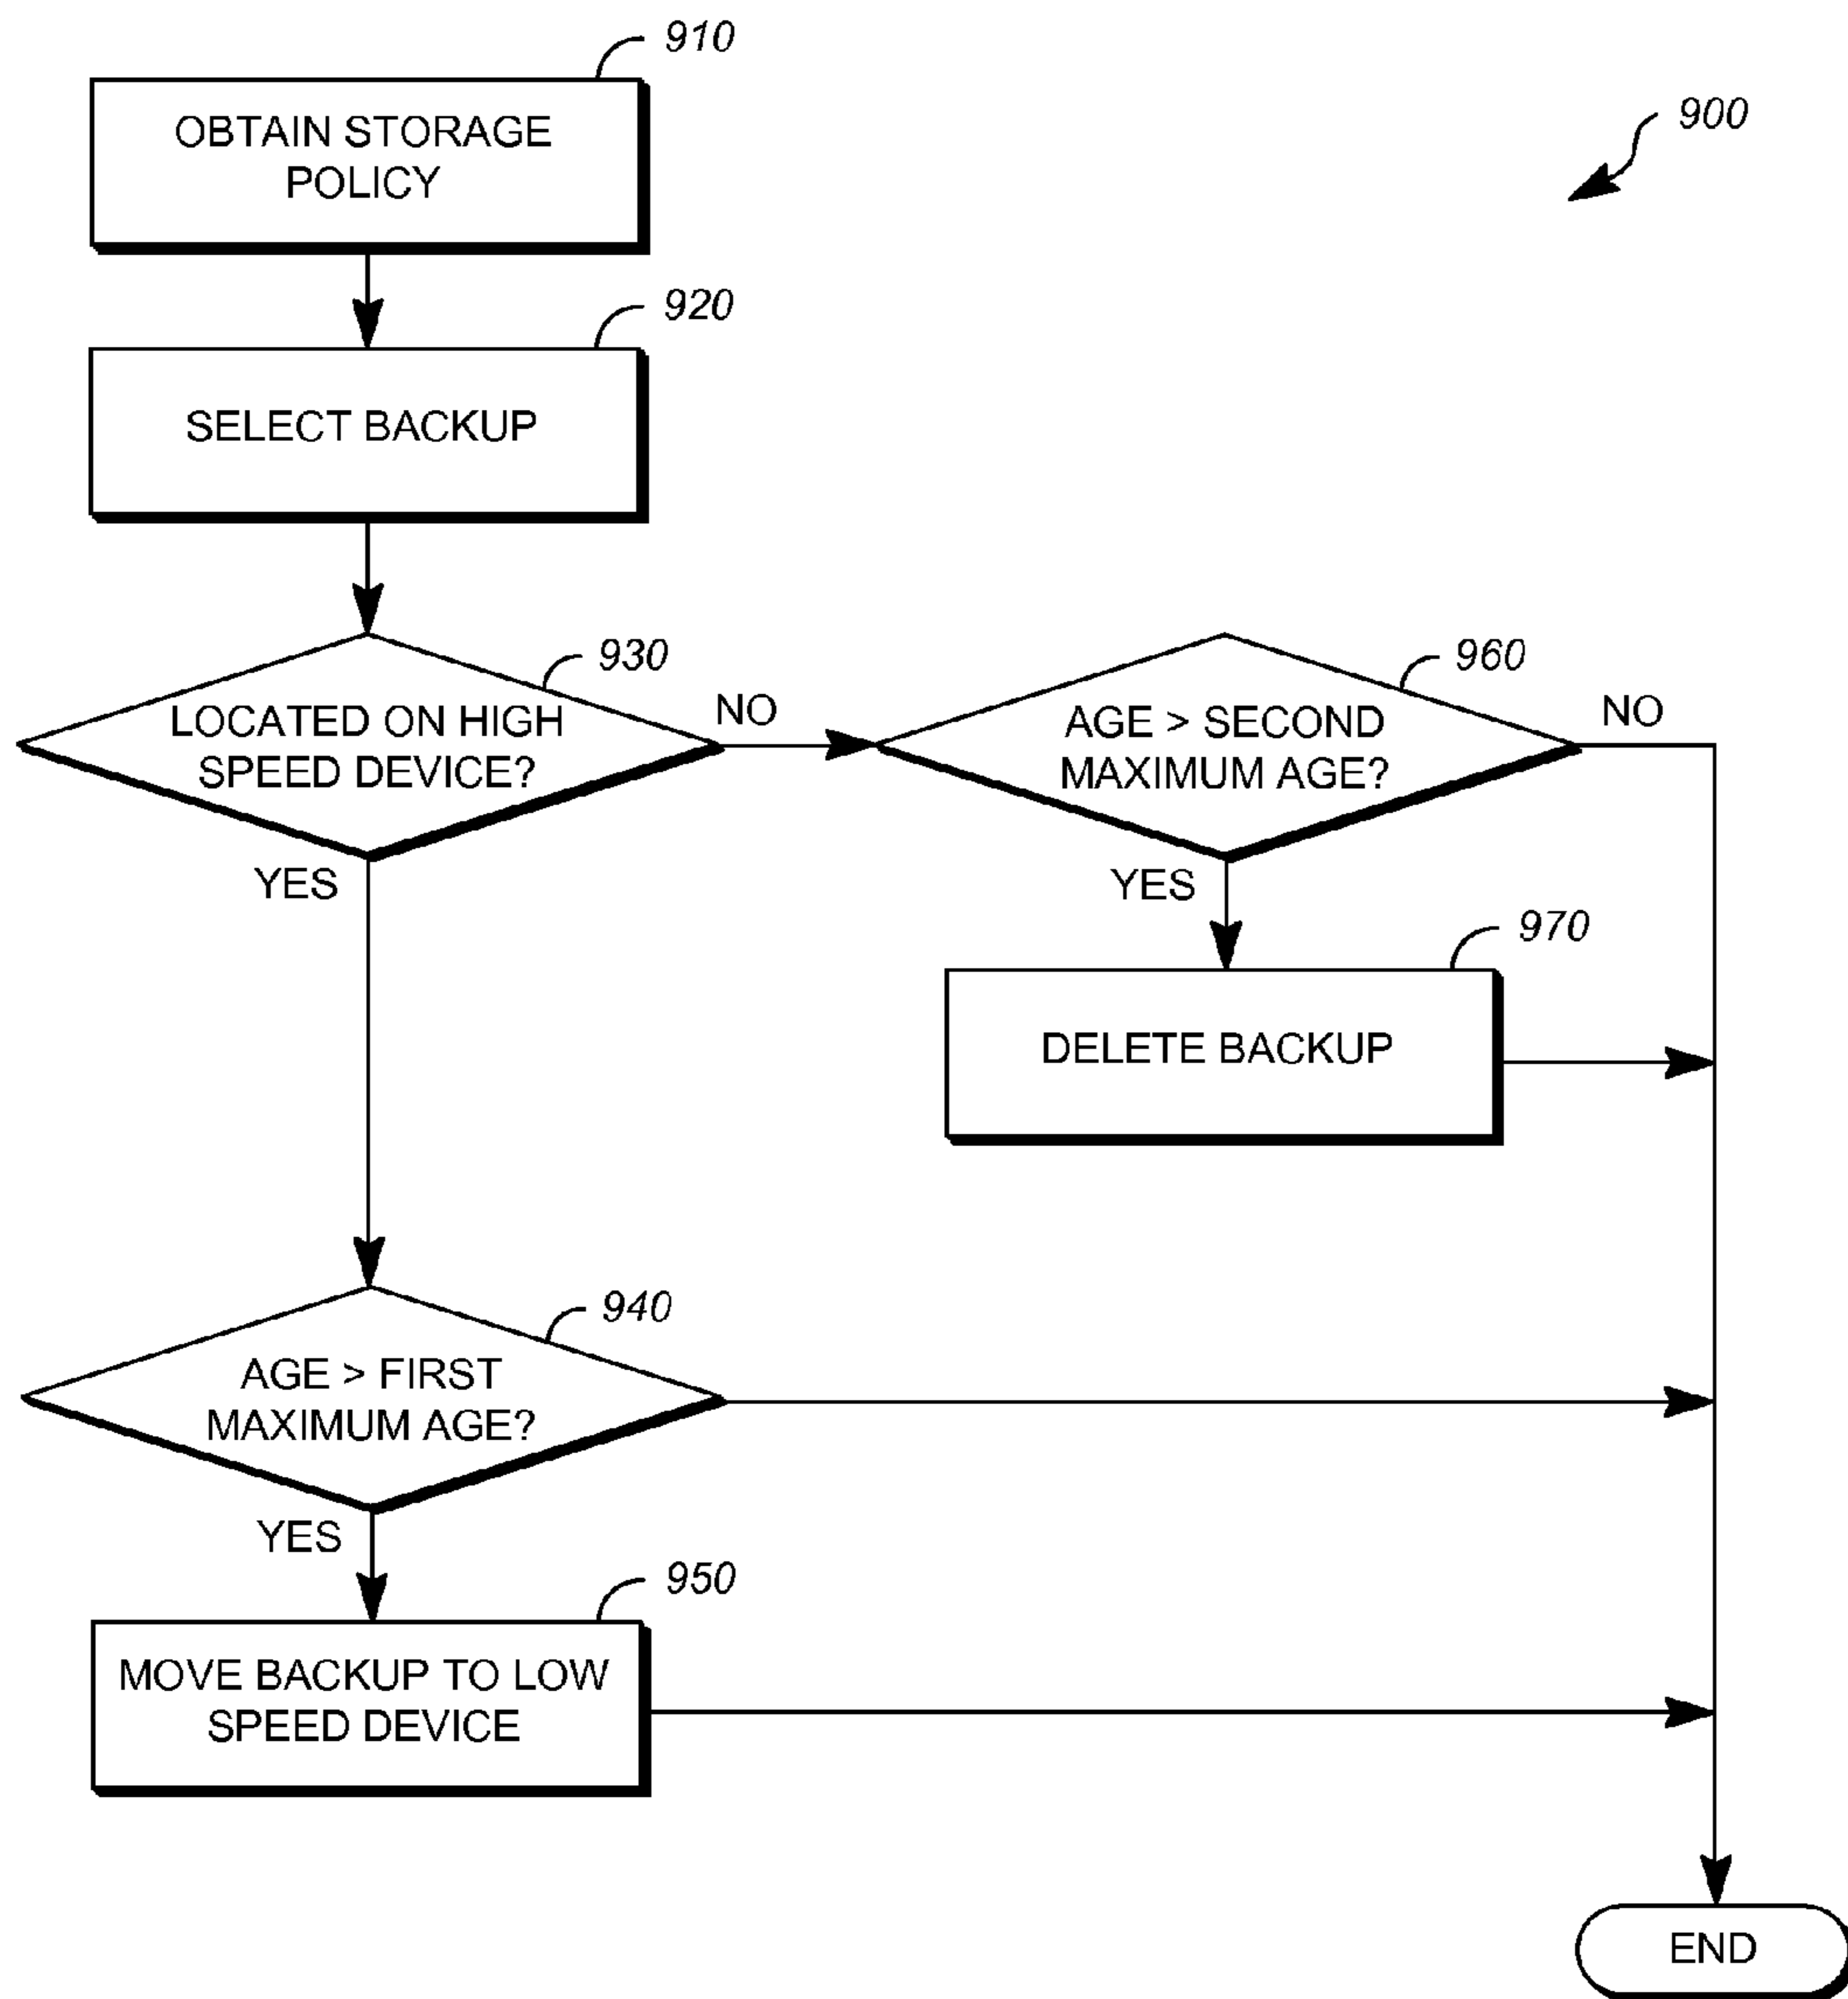 910
OBTAIN STORAGE
POLICY
900
920
SELECT BACKUP
930
LOCATED ON HIGH
SPEED DEVICE?
NO
960
AGE > SECOND
MAXIMUM AGE?
NO
YES
YES
970
DELETE BACKUP
940
AGE > FIRST
MAXIMUM AGE?
YES
950
MOVE BACKUP TO LOW
SPEED DEVICE
END